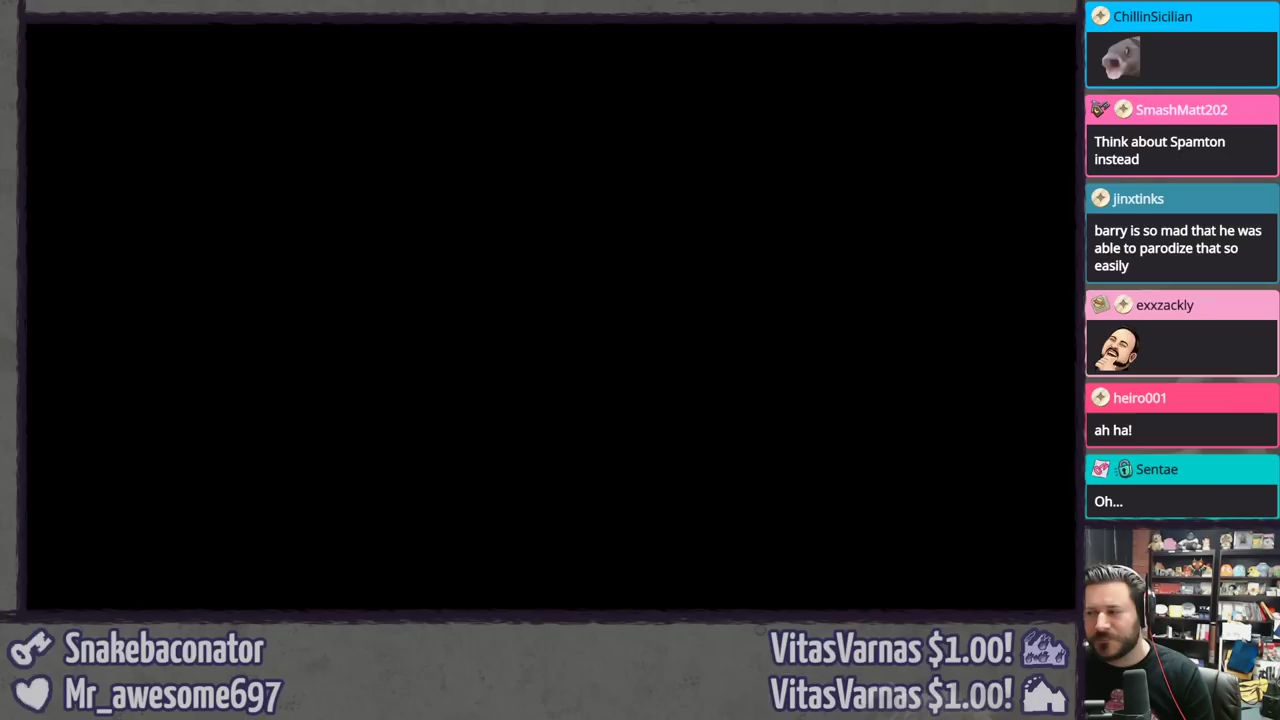 ChillinSicilian
SmashMatt202
Think about Spamton
instead
jinxtinks
barry is so mad that he was
able to parodize that so
easily
exxzackly
heiro001
ah ha!
Sentae
Oh...
Snakebaconator
Mr_awesome697
VitasVarnas $1.00!
VitasVarnas $1.00!